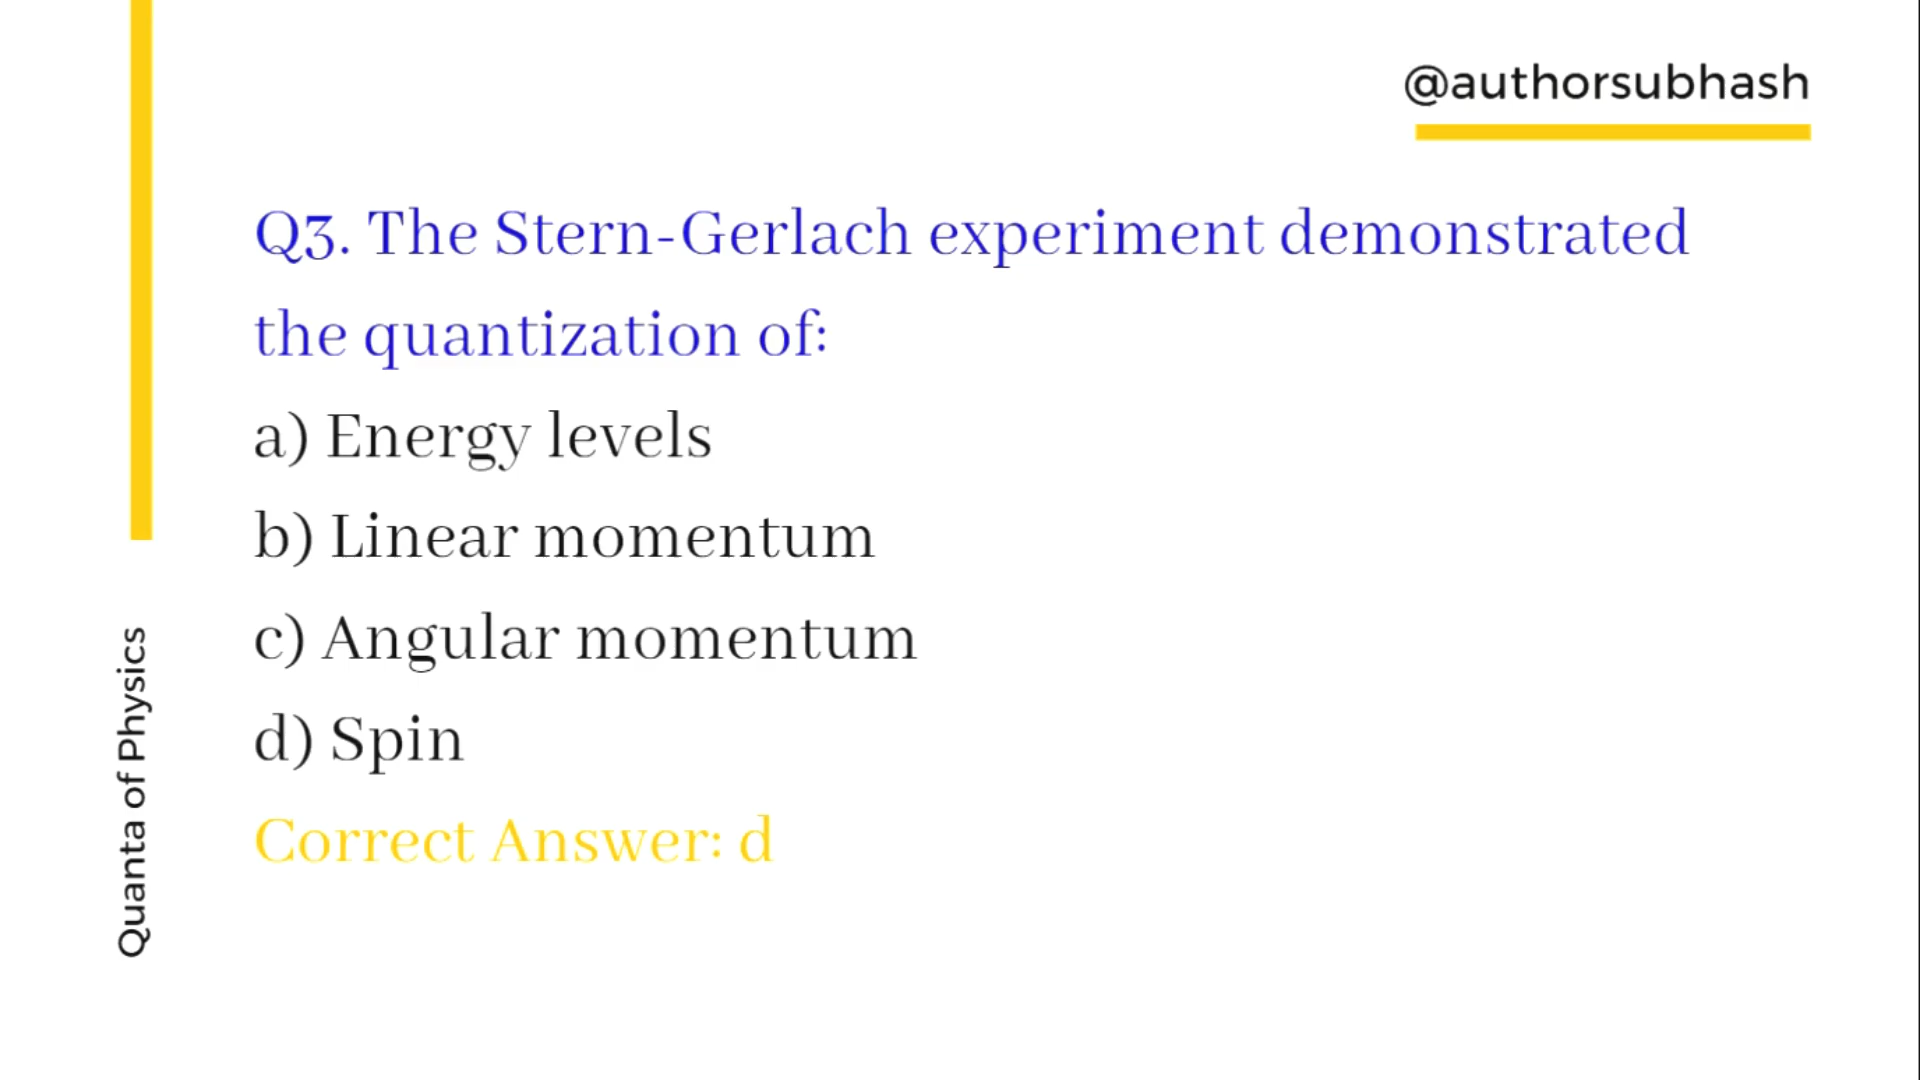 @authorsubhash
Q3. The Stern-Gerlach experiment demonstrated
the quantization of:
a) Energy levels
b) Linear momentum
c) Angular momentum
d) Spin
Correct Answer: d
Quanta of Physics